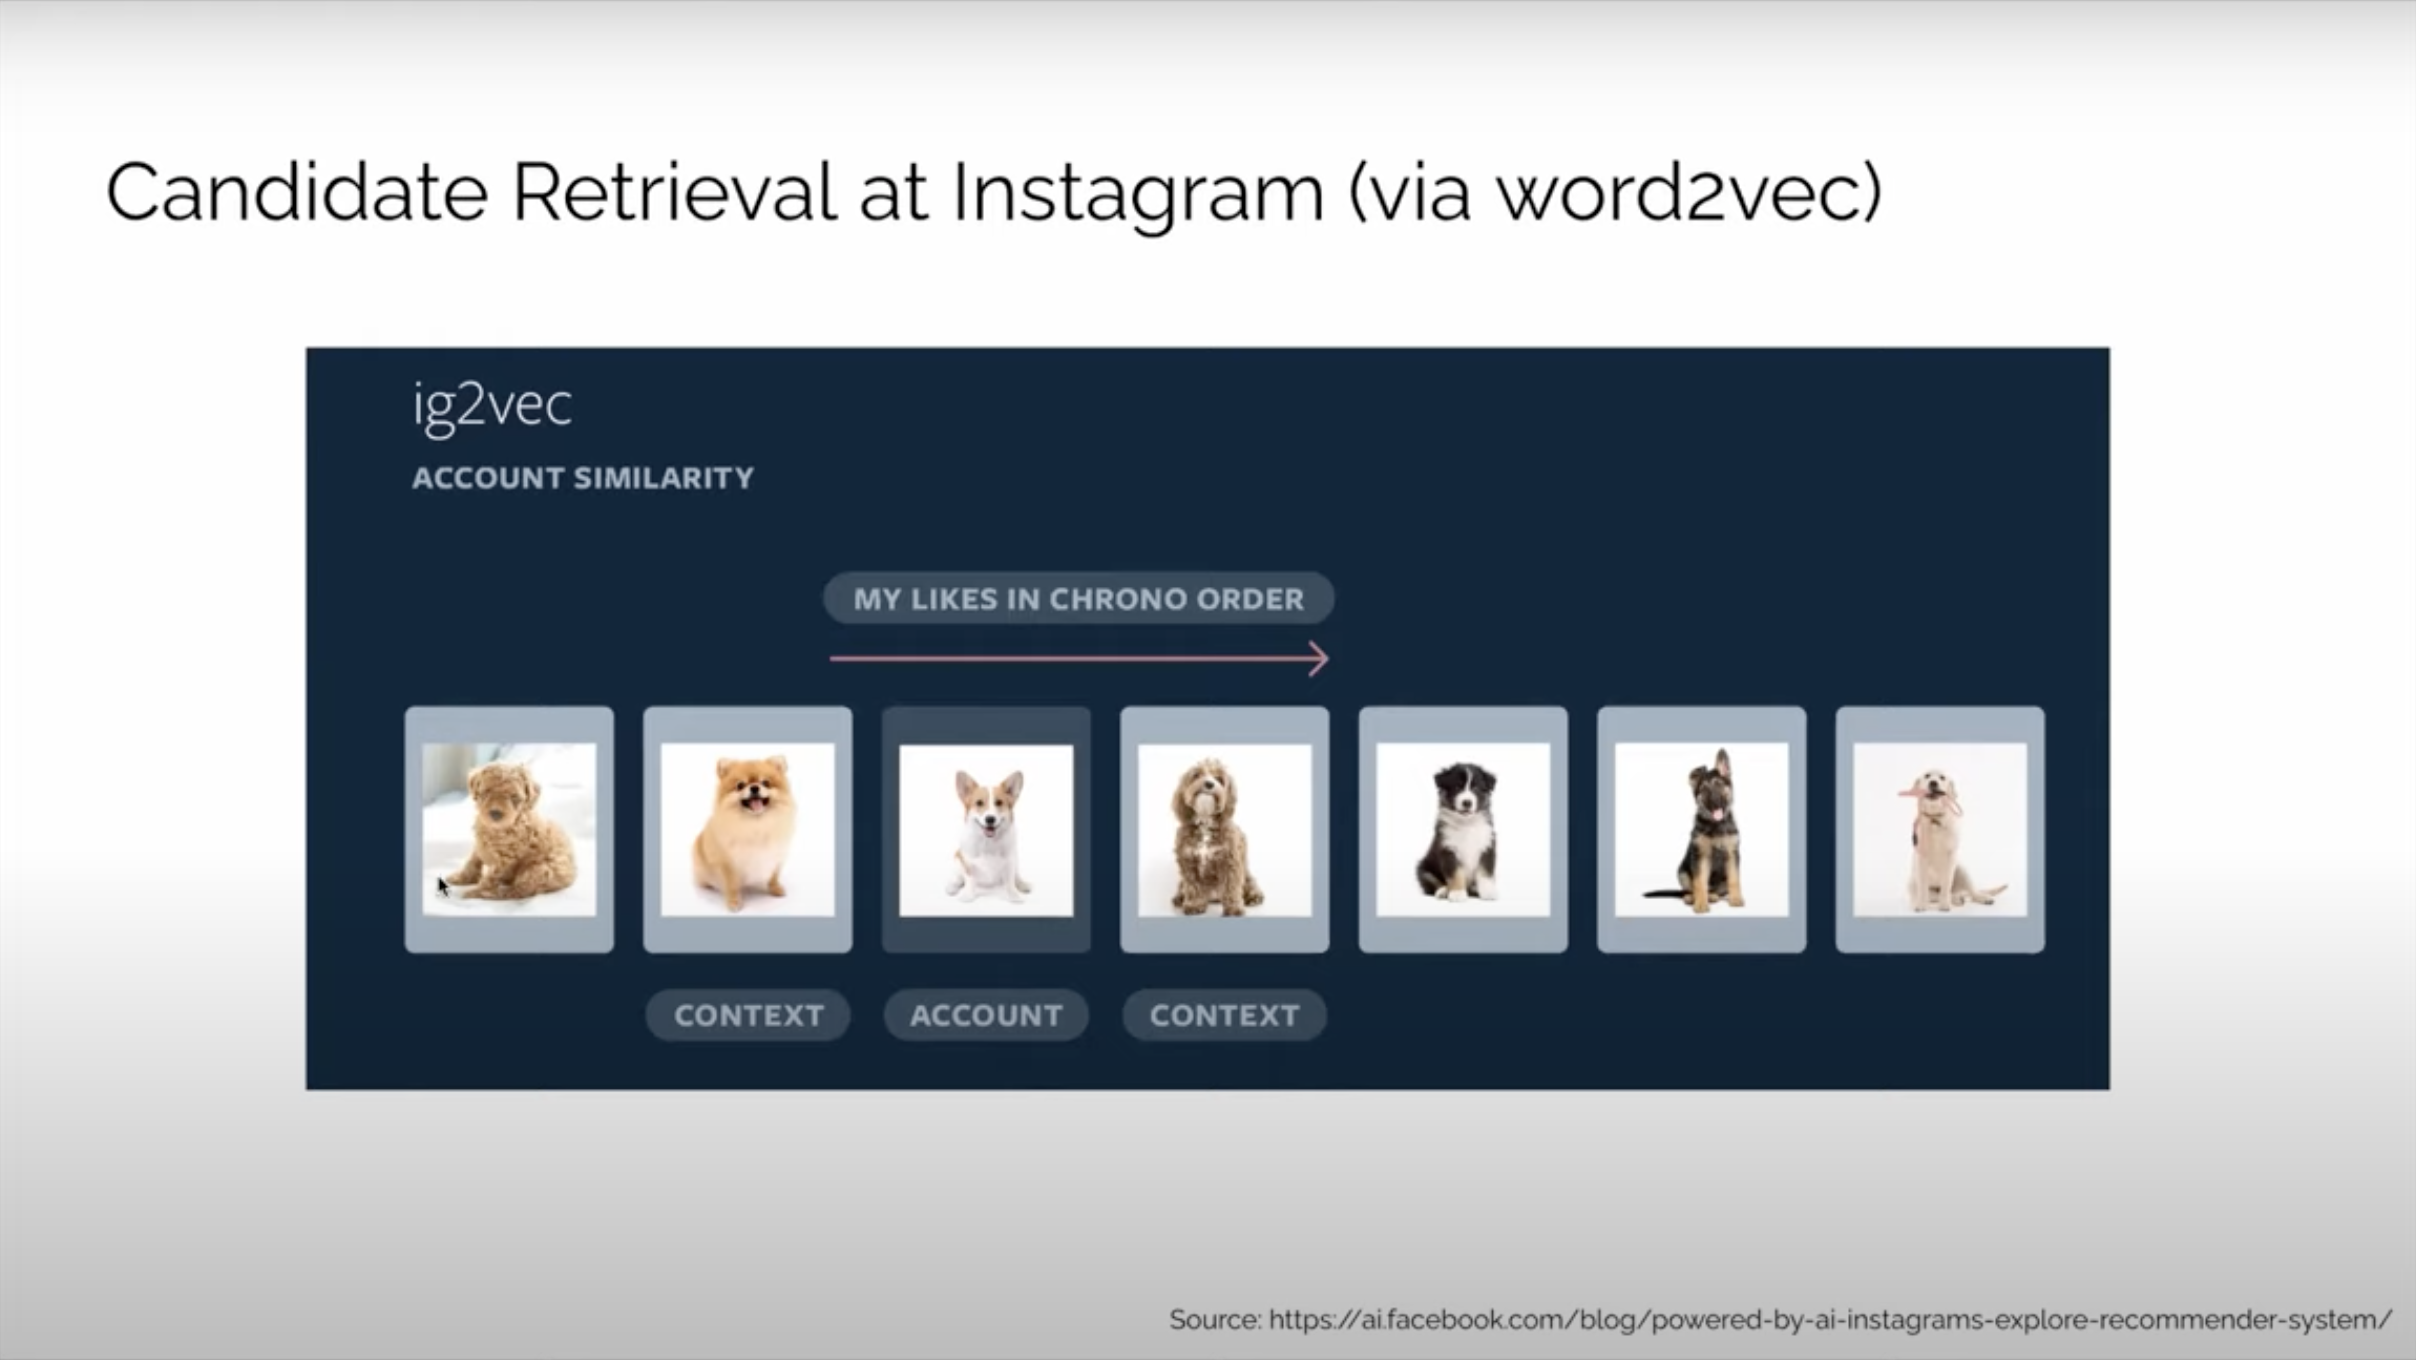 Candidate Retrieval at Instagram (via word2vec)
ig2vec
ACCOUNT SIMILARITY
MY LIKES IN CHRONO ORDER
CONTEXT
ACCOUNT
CONTEXT
Source: https://ai.facebook.com/blog/powered-by-ai-instagrams-explore-recommender-system/